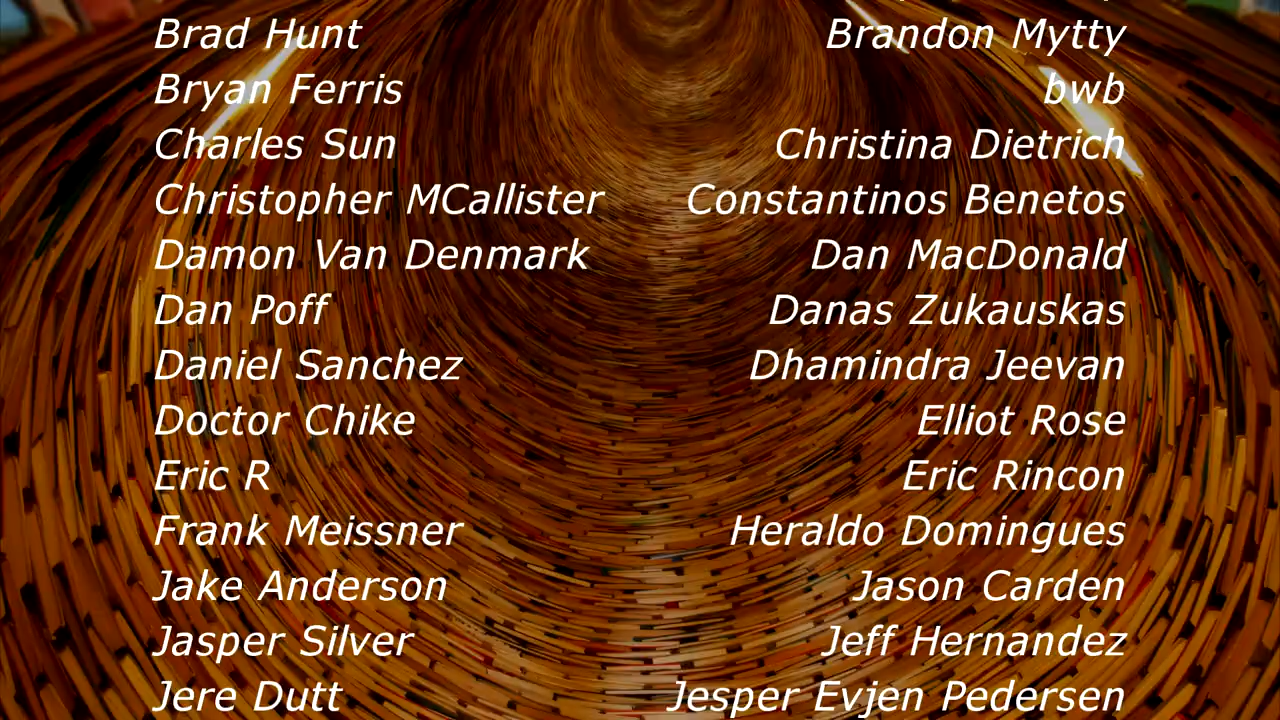 Brad Hunt Brandon Mytty
Bryan Ferris bwb
Charles Sun Christina Dietrich
Christopher MCallister Constantinos Benetos
Damon Van Denmark Dan MacDonald
Dan Poff Danas Zukauskas
Daniel Sanchez Dhamindra Jeevan
Doctor Chike Elliot Rose
Eric R Eric Rincon
Frank Meissner Heraldo Domingues
Jake Anderson Jason Carden
Jasper Silver Jeff Hernandez
Jere Dutt Jesper Evjen Pedersen